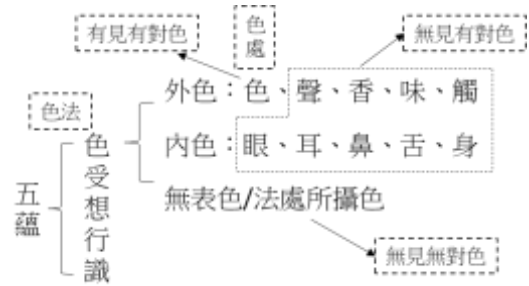 有見有對色
色處
無見有對色
外色：色、聲、香、味、觸
色法
內色：眼、耳、鼻、舌、身
五蘊
色受想行識
無表色/法處所攝色
無見無對色